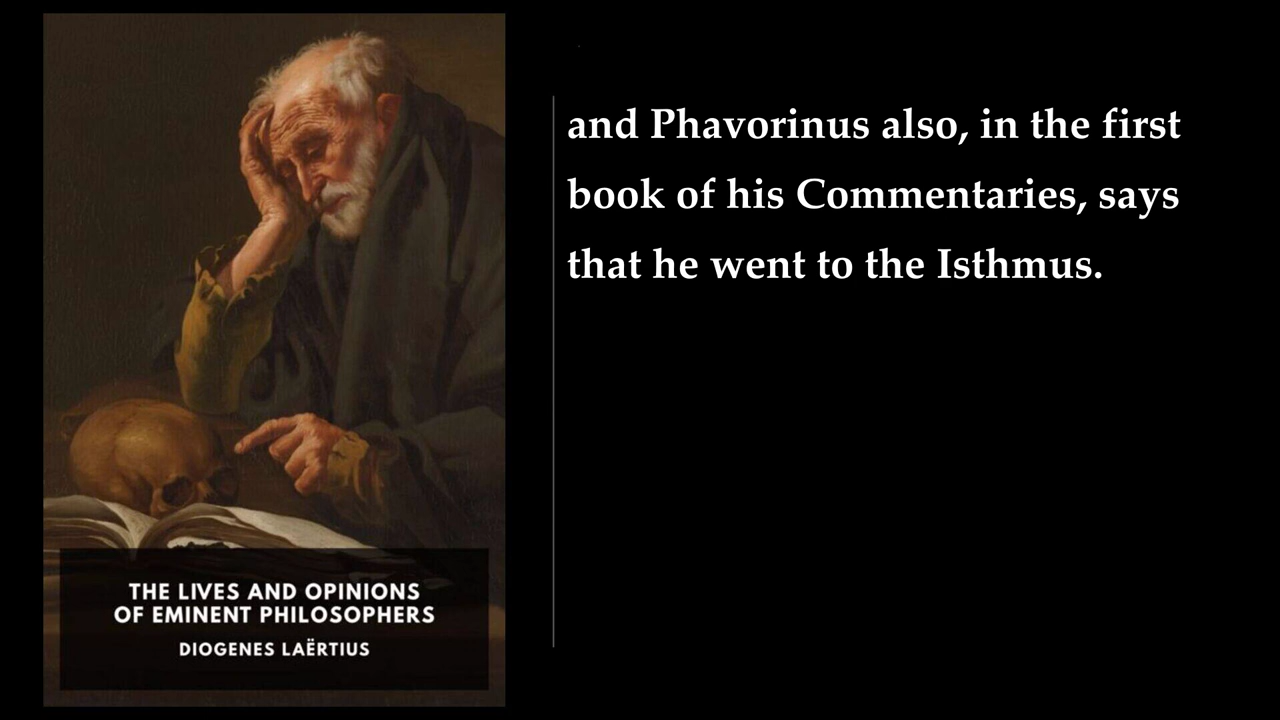 and Phavorinus also, in the first
book of his Commentaries, says
that he went to the Isthmus.
THE LIVES AND OPINIONS
OF EMINENT PHILOSOPHERS
DIOGENES LAËRTIUS